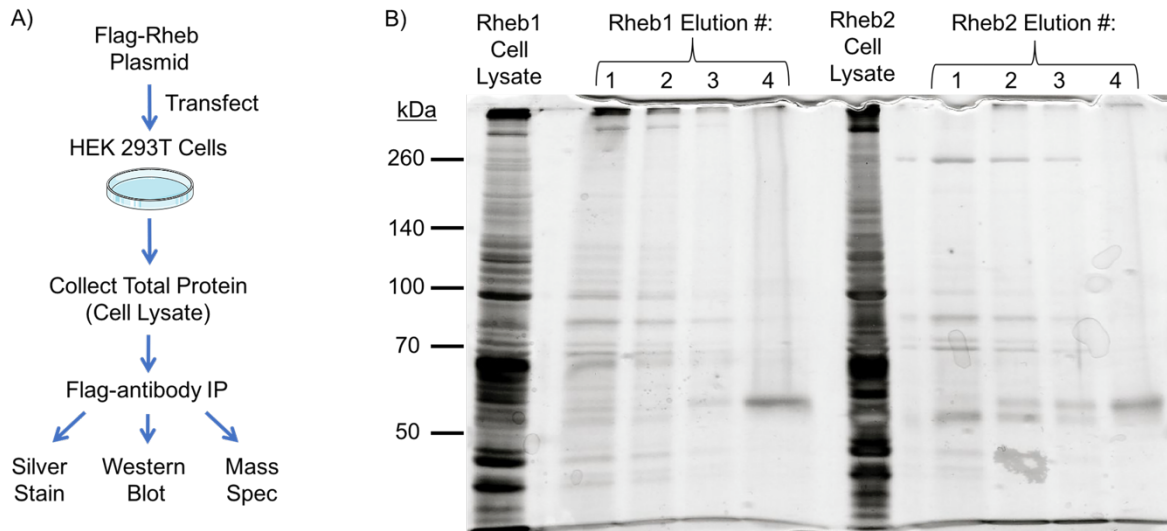 A)
Flag-Rheb
Plasmid
Transfect
HEK 293T Cells
Collect Total Protein
(Cell Lysate)
Flag-antibody IP
Silver
Stain
Western
Blot
Mass
Spec
B)
Rheb1
Cell
Lysate
Rheb1 Elution #:
1 2 3 4
Rheb2
Cell
Lysate
Rheb2 Elution #:
1 2 3 4
kDa
260
140
100
70
50